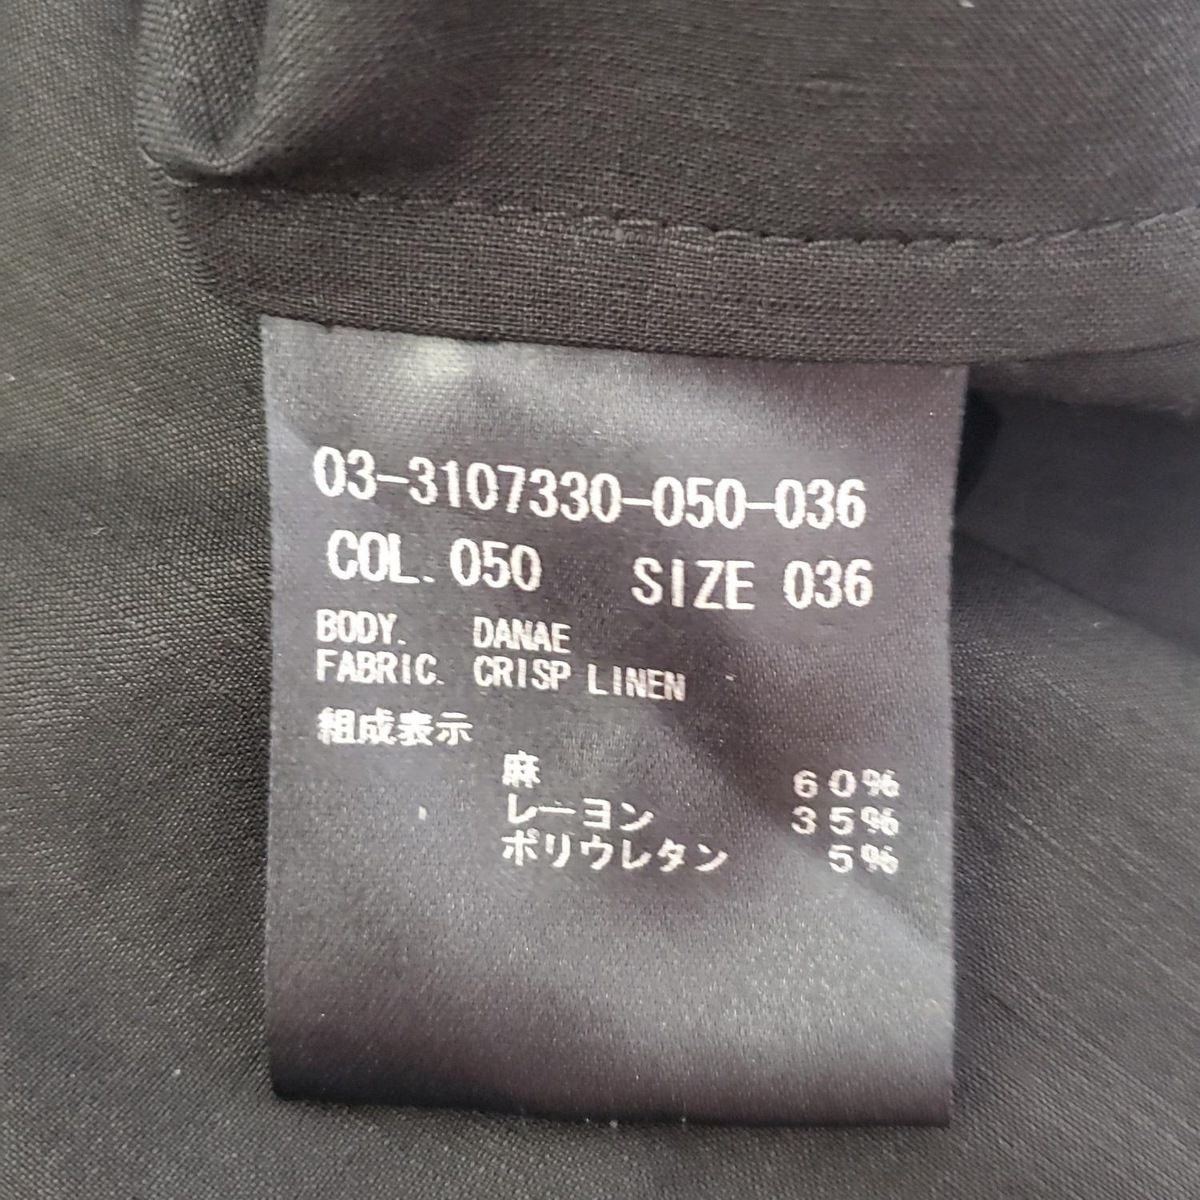 03-3107330-050-036
COL. 050 SIZE 036
BODY. DANAE
FABRIC. CRISP LINEN
組成表示
麻 60%
レーヨン 35%
ポリウレタン 5%